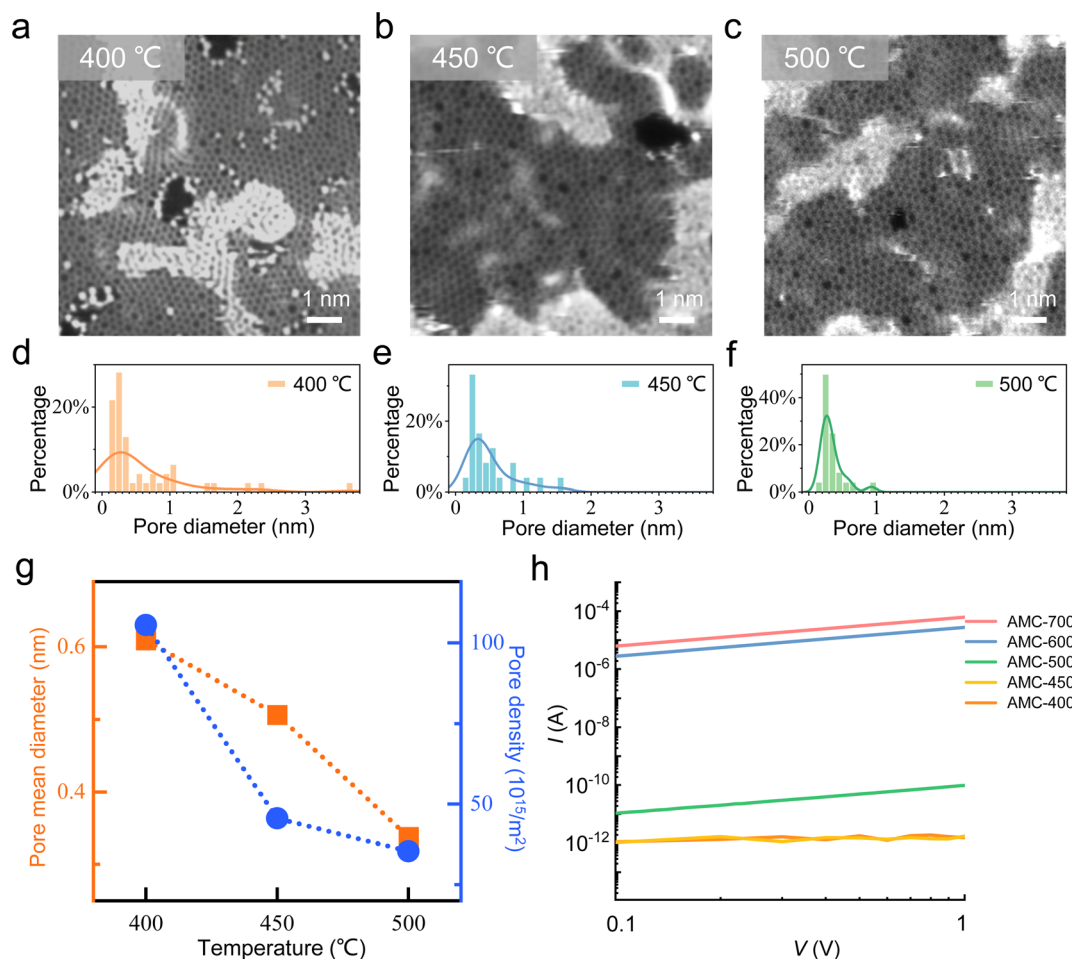 a
b
c
400 ℃
450 ℃
500 ℃
1 nm
1 nm
1 nm
d
e
f
Percentage
20%
0%
400 ℃
0
1
2
3
Pore diameter (nm)
Percentage
20%
0%
450 ℃
0
1
2
3
Pore diameter (nm)
Percentage
40%
20%
0%
500 ℃
0
1
2
3
Pore diameter (nm)
g
Pore mean diameter (nm)
0.6
0.4
100
50
Pore density (10¹⁵/m²)
400
450
500
Temperature (℃)
h
I (A)
10⁻⁴
10⁻⁶
10⁻⁸
10⁻¹⁰
10⁻¹²
0.1
1
V (V)
AMC-700
AMC-600
AMC-500
AMC-450
AMC-400